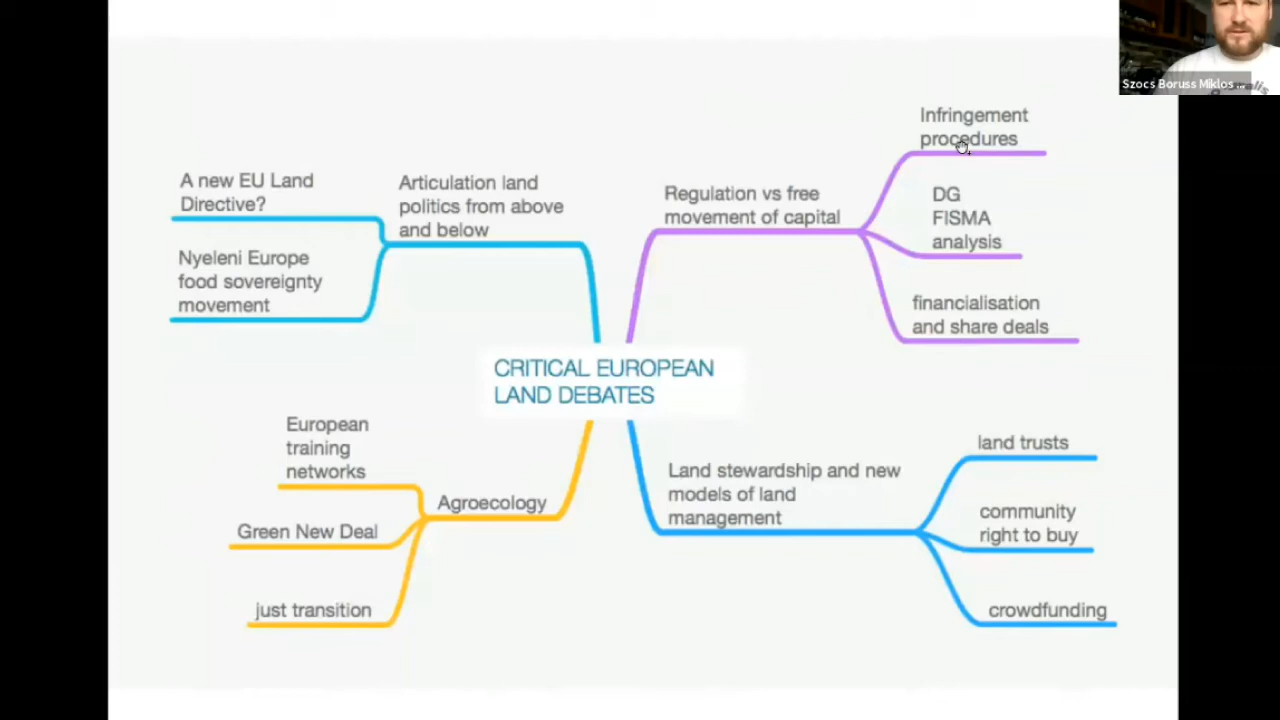 Szocs Boruss Miklos ...
Infringement
procedures
A new EU Land
Directive?
Articulation land
politics from above
and below
Regulation vs free
movement of capital
DG
FISMA
analysis
Nyeleni Europe
food sovereignty
movement
financialisation
and share deals
CRITICAL EUROPEAN
LAND DEBATES
European
training
networks
Agroecology
Green New Deal
just transition
Land stewardship and new
models of land
management
land trusts
community
right to buy
crowdfunding